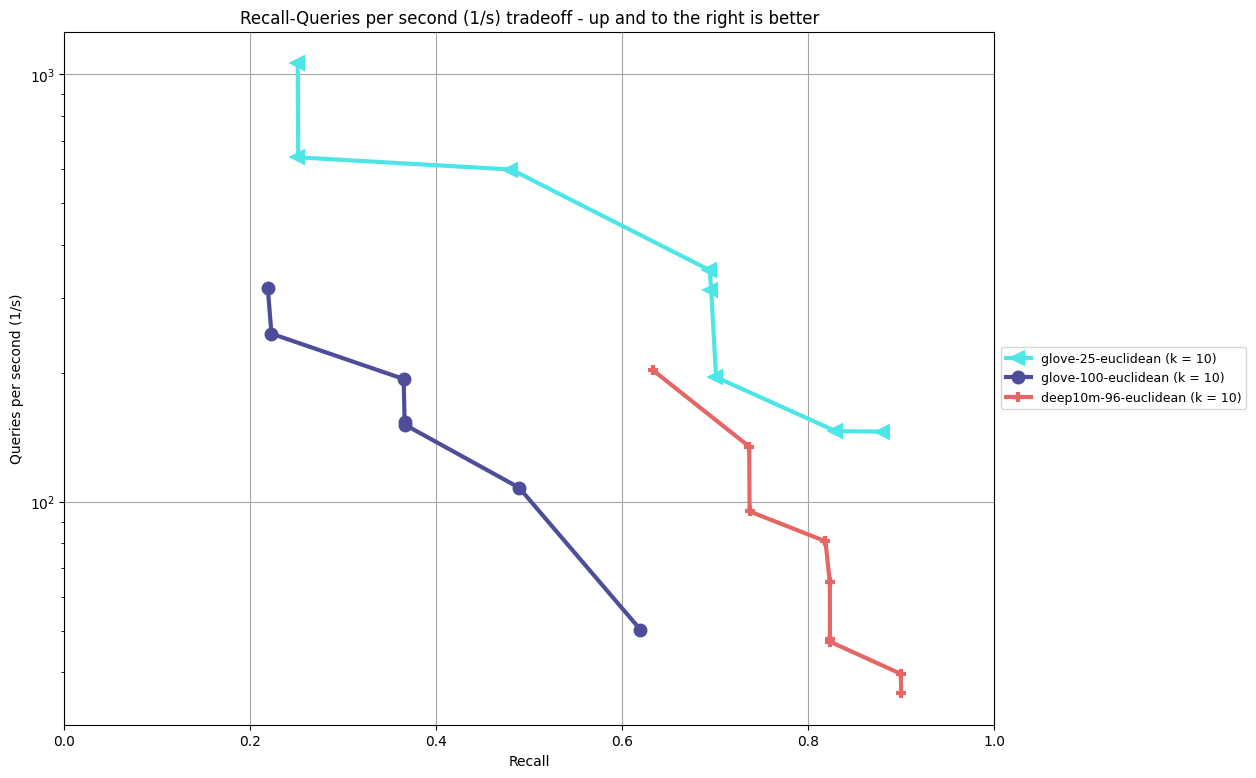 Recall-Queries per second (1/s) tradeoff - up and to the right is better
Queries per second (1/s)
10³
10²
0.0 0.2 0.4 0.6 0.8 1.0
Recall
glove-25-euclidean (k = 10)
glove-100-euclidean (k = 10)
deep10m-96-euclidean (k = 10)